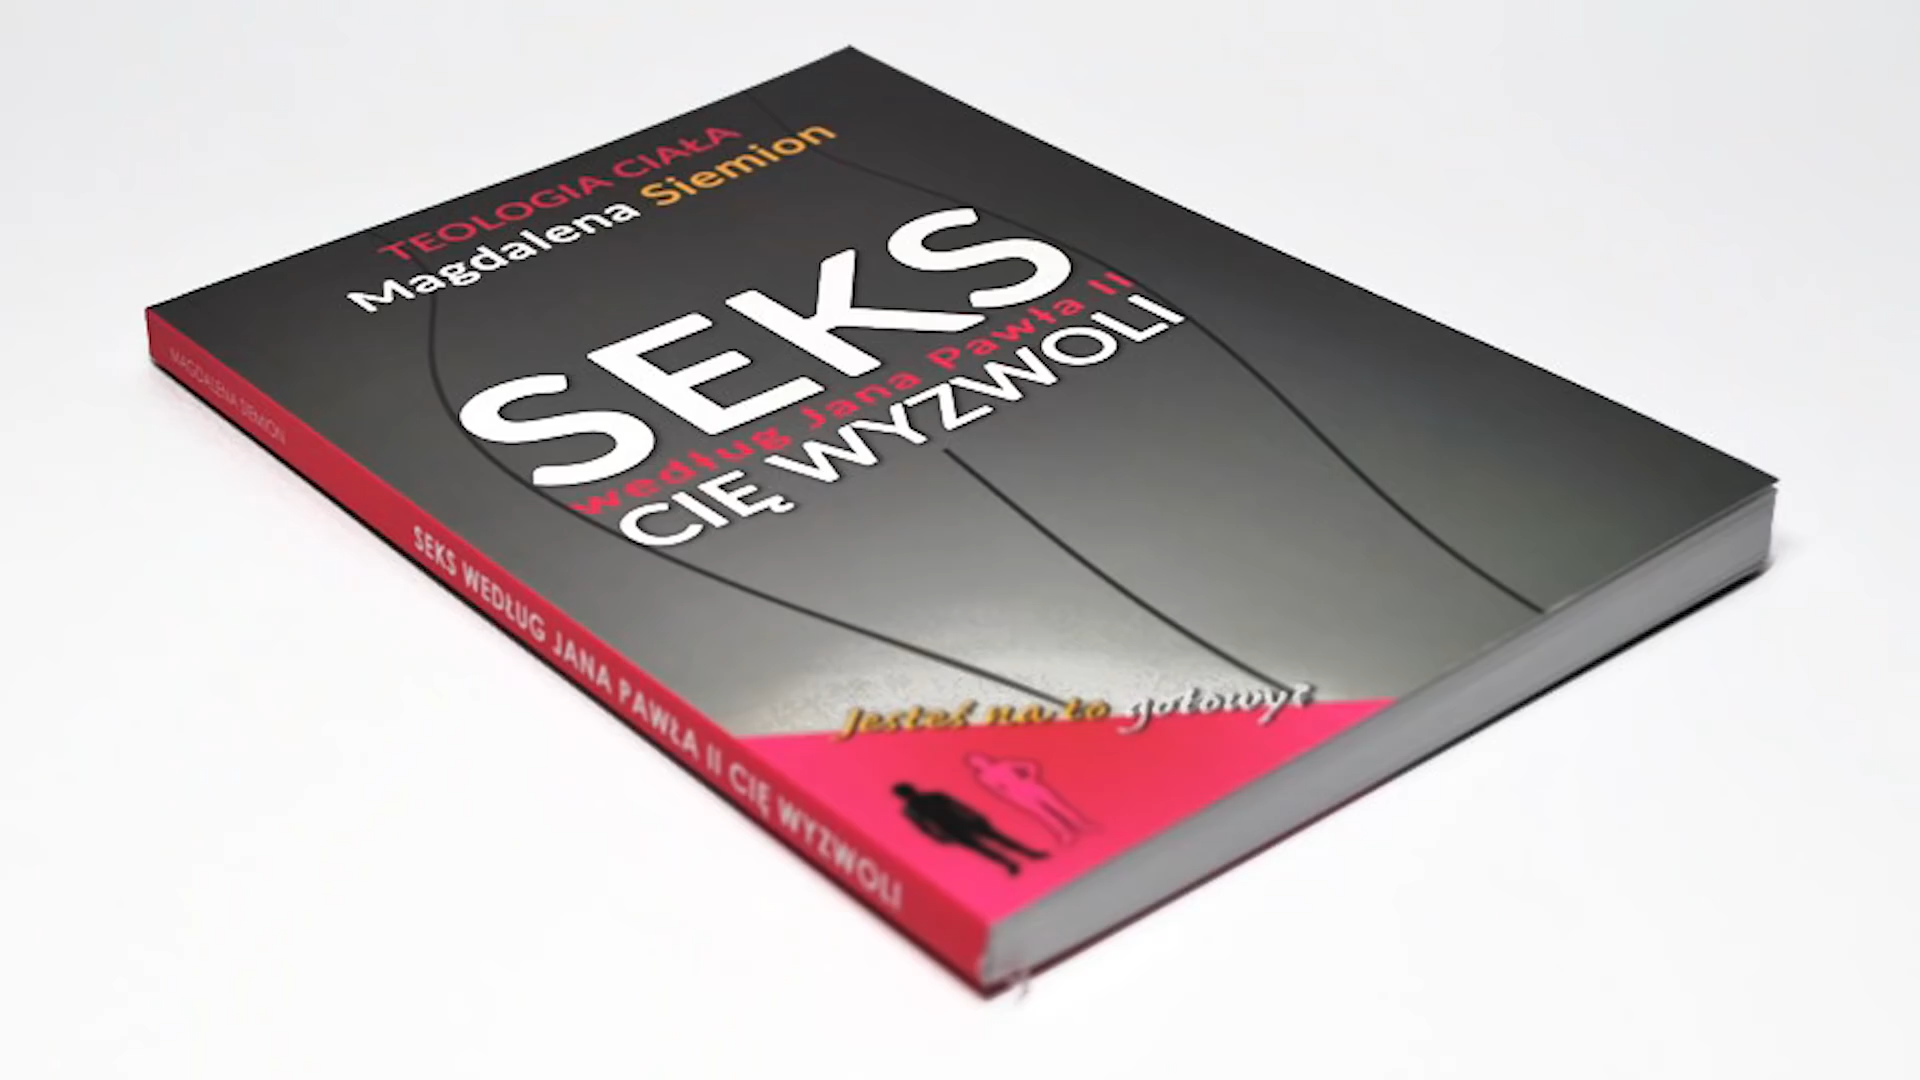 TEOLOGIA CIAŁA
Magdalena Siemion
SEKS
według Jana Pawła II
CIĘ WYZWOLI
Jesteś na to gotowy?
MAGDALENA SIEMION
SEKS WEDŁUG JANA PAWŁA II CIĘ WYZWOLI